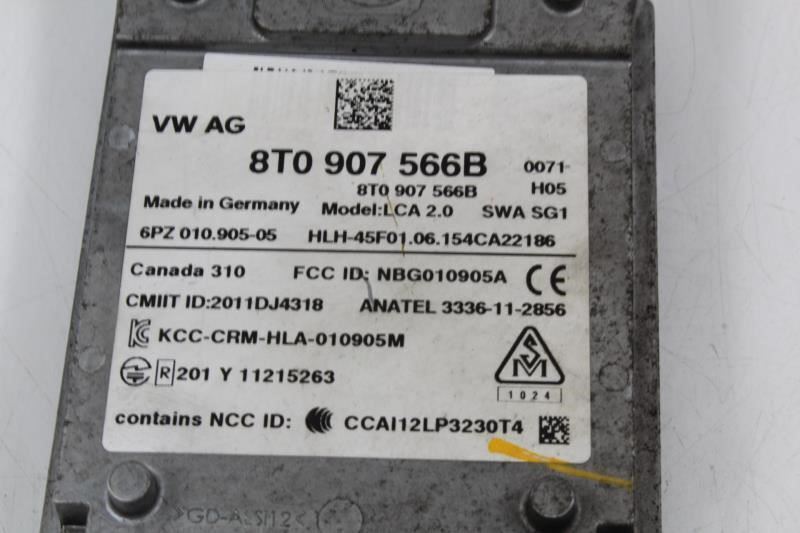 VW AG
8T0 907 566B 0071
8T0 907 566B H05
Made in Germany Model:LCA 2.0 SWA SG1
6PZ 010.905-05 HLH-45F01.06.154CA22186
Canada 310 FCC ID: NBG010905A CE
CMIIT ID:2011DJ4318 ANATEL 3336-11-2856
KCC-CRM-HLA-010905M
R 201 Y 11215263
SM
1024
contains NCC ID: CCAI12LP3230T4